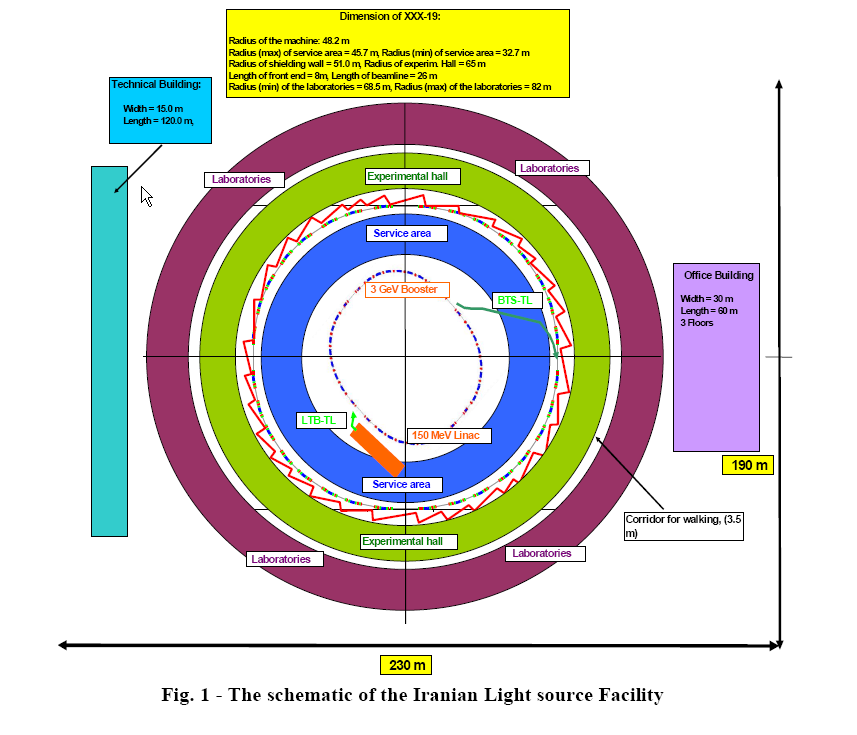 Dimension of XXX-19:
Radius of the machine: 48.2 m
Radius (max) of service area = 45.7 m, Radius (min) of service area = 32.7 m
Radius of shielding wall = 51.0 m, Radius of experim. Hall = 65 m
Length of front end = 8m, Length of beamline = 26 m
Radius (min) of the laboratories = 68.5 m, Radius (max) of the laboratories = 82 m
Technical Building:
Width = 15.0 m
Length = 120.0 m,
Laboratories
Experimental hall
Laboratories
Service area
3 GeV Booster
BTS-TL
Office Building
Width = 30 m
Length = 60 m
3 Floors
LTB-TL
150 MeV Linac
190 m
Service area
Corridor for walking, (3.5
m)
Experimental hall
Laboratories
Laboratories
230 m
Fig. 1 - The schematic of the Iranian Light source Facility